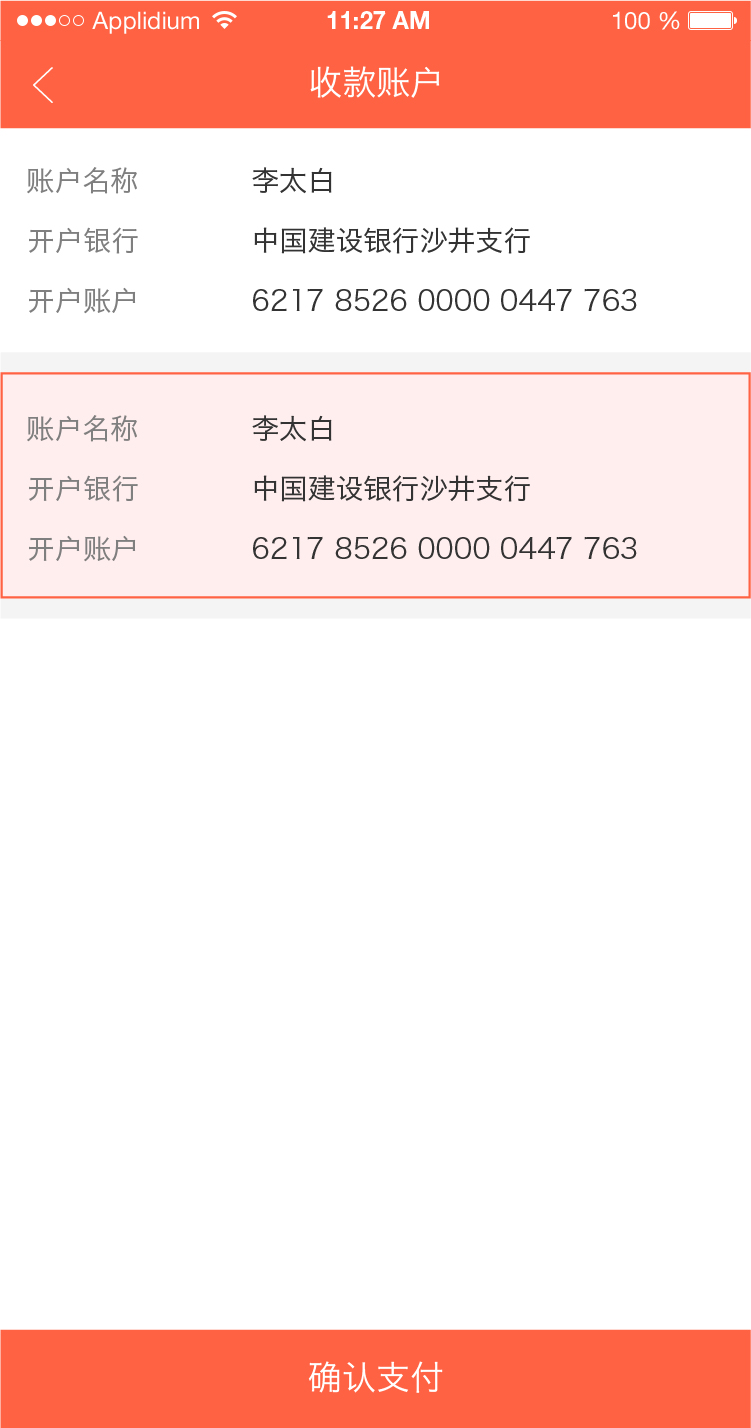 Applidium 11:27 AM 100 %
收款账户
账户名称 李太白
开户银行 中国建设银行沙井支行
开户账户 6217 8526 0000 0447 763
账户名称 李太白
开户银行 中国建设银行沙井支行
开户账户 6217 8526 0000 0447 763
确认支付